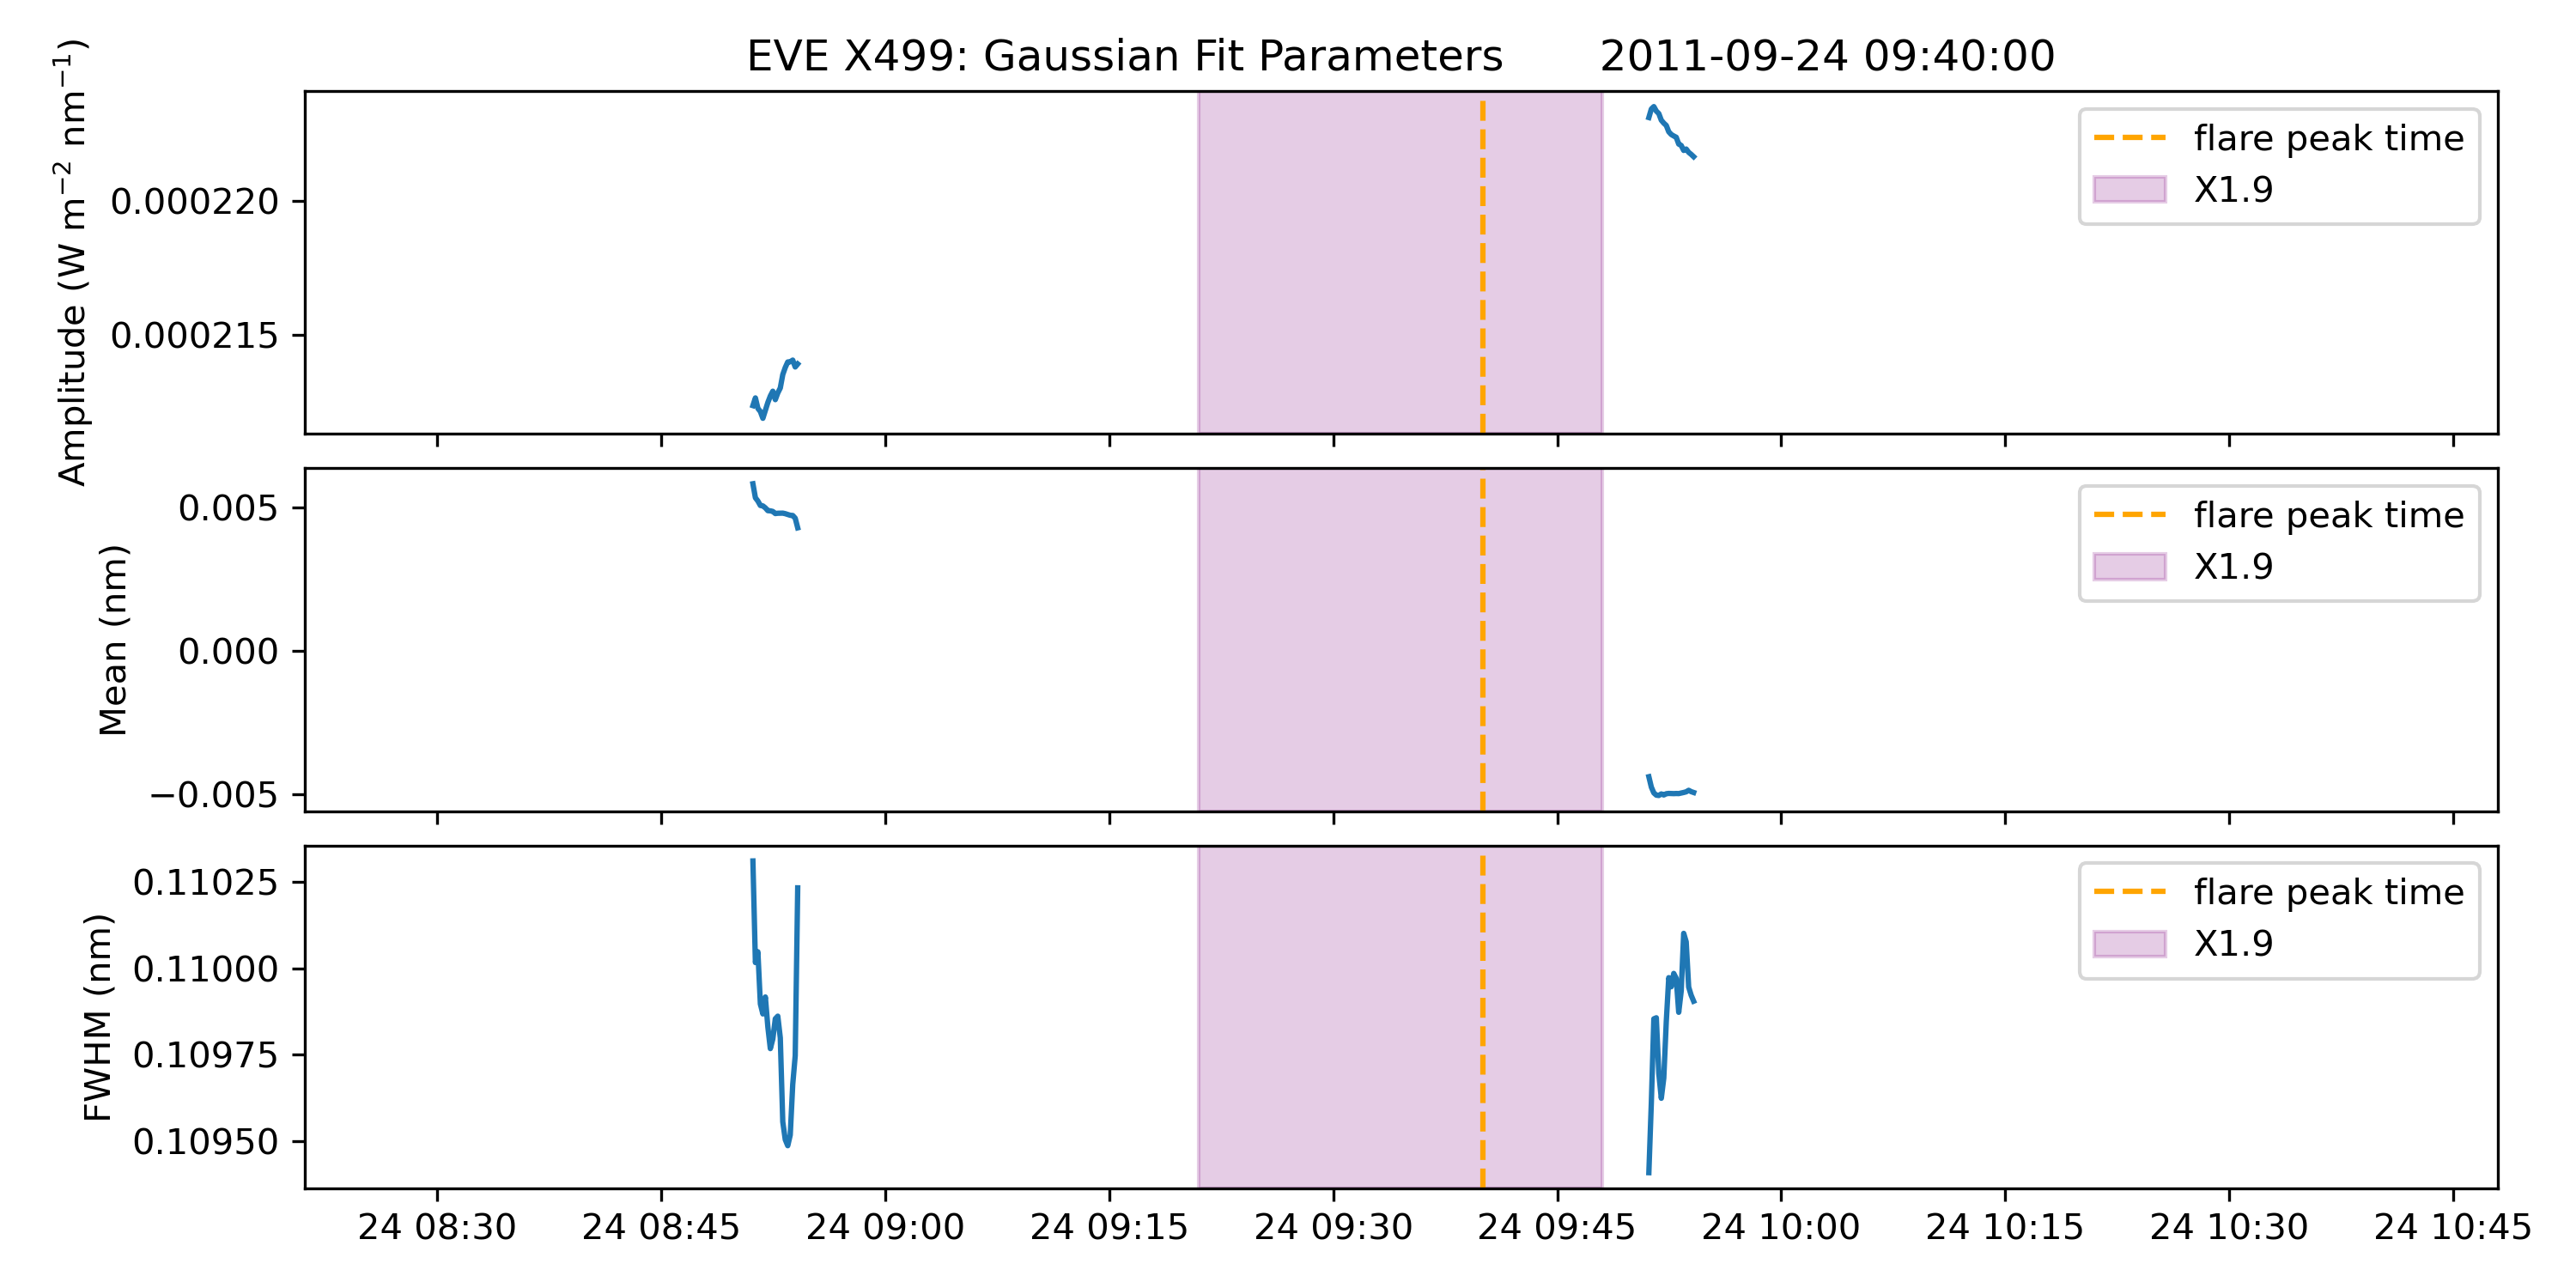 EVE X499: Gaussian Fit Parameters 2011-09-24 09:40:00
Amplitude (W m⁻² nm⁻¹)
0.000220
0.000215
flare peak time
X1.9
Mean (nm)
0.005
0.000
−0.005
flare peak time
X1.9
FWHM (nm)
0.11025
0.11000
0.10975
0.10950
flare peak time
X1.9
24 08:30 24 08:45 24 09:00 24 09:15 24 09:30 24 09:45 24 10:00 24 10:15 24 10:30 24 10:45